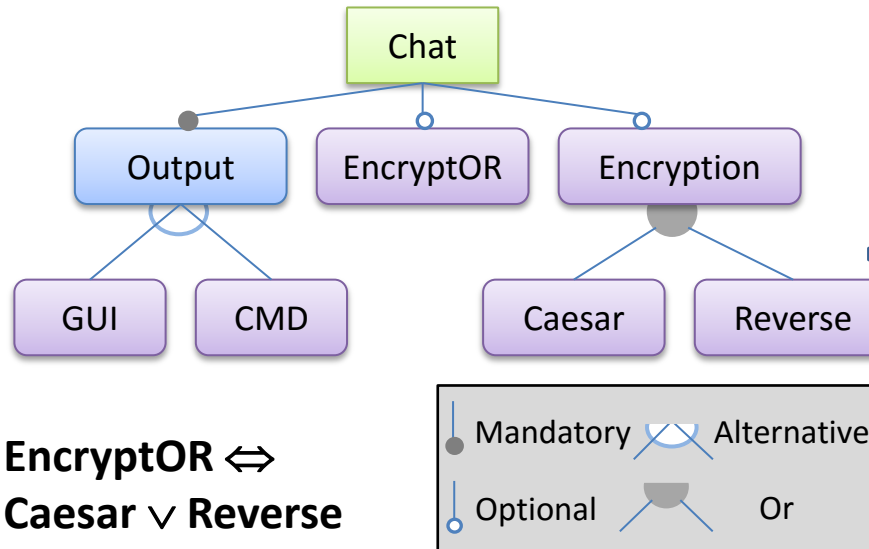 Chat
Output
EncryptOR
Encryption
GUI
CMD
Caesar
Reverse
EncryptOR ⇔
Caesar ∨ Reverse
Mandatory
Alternative
Optional
Or